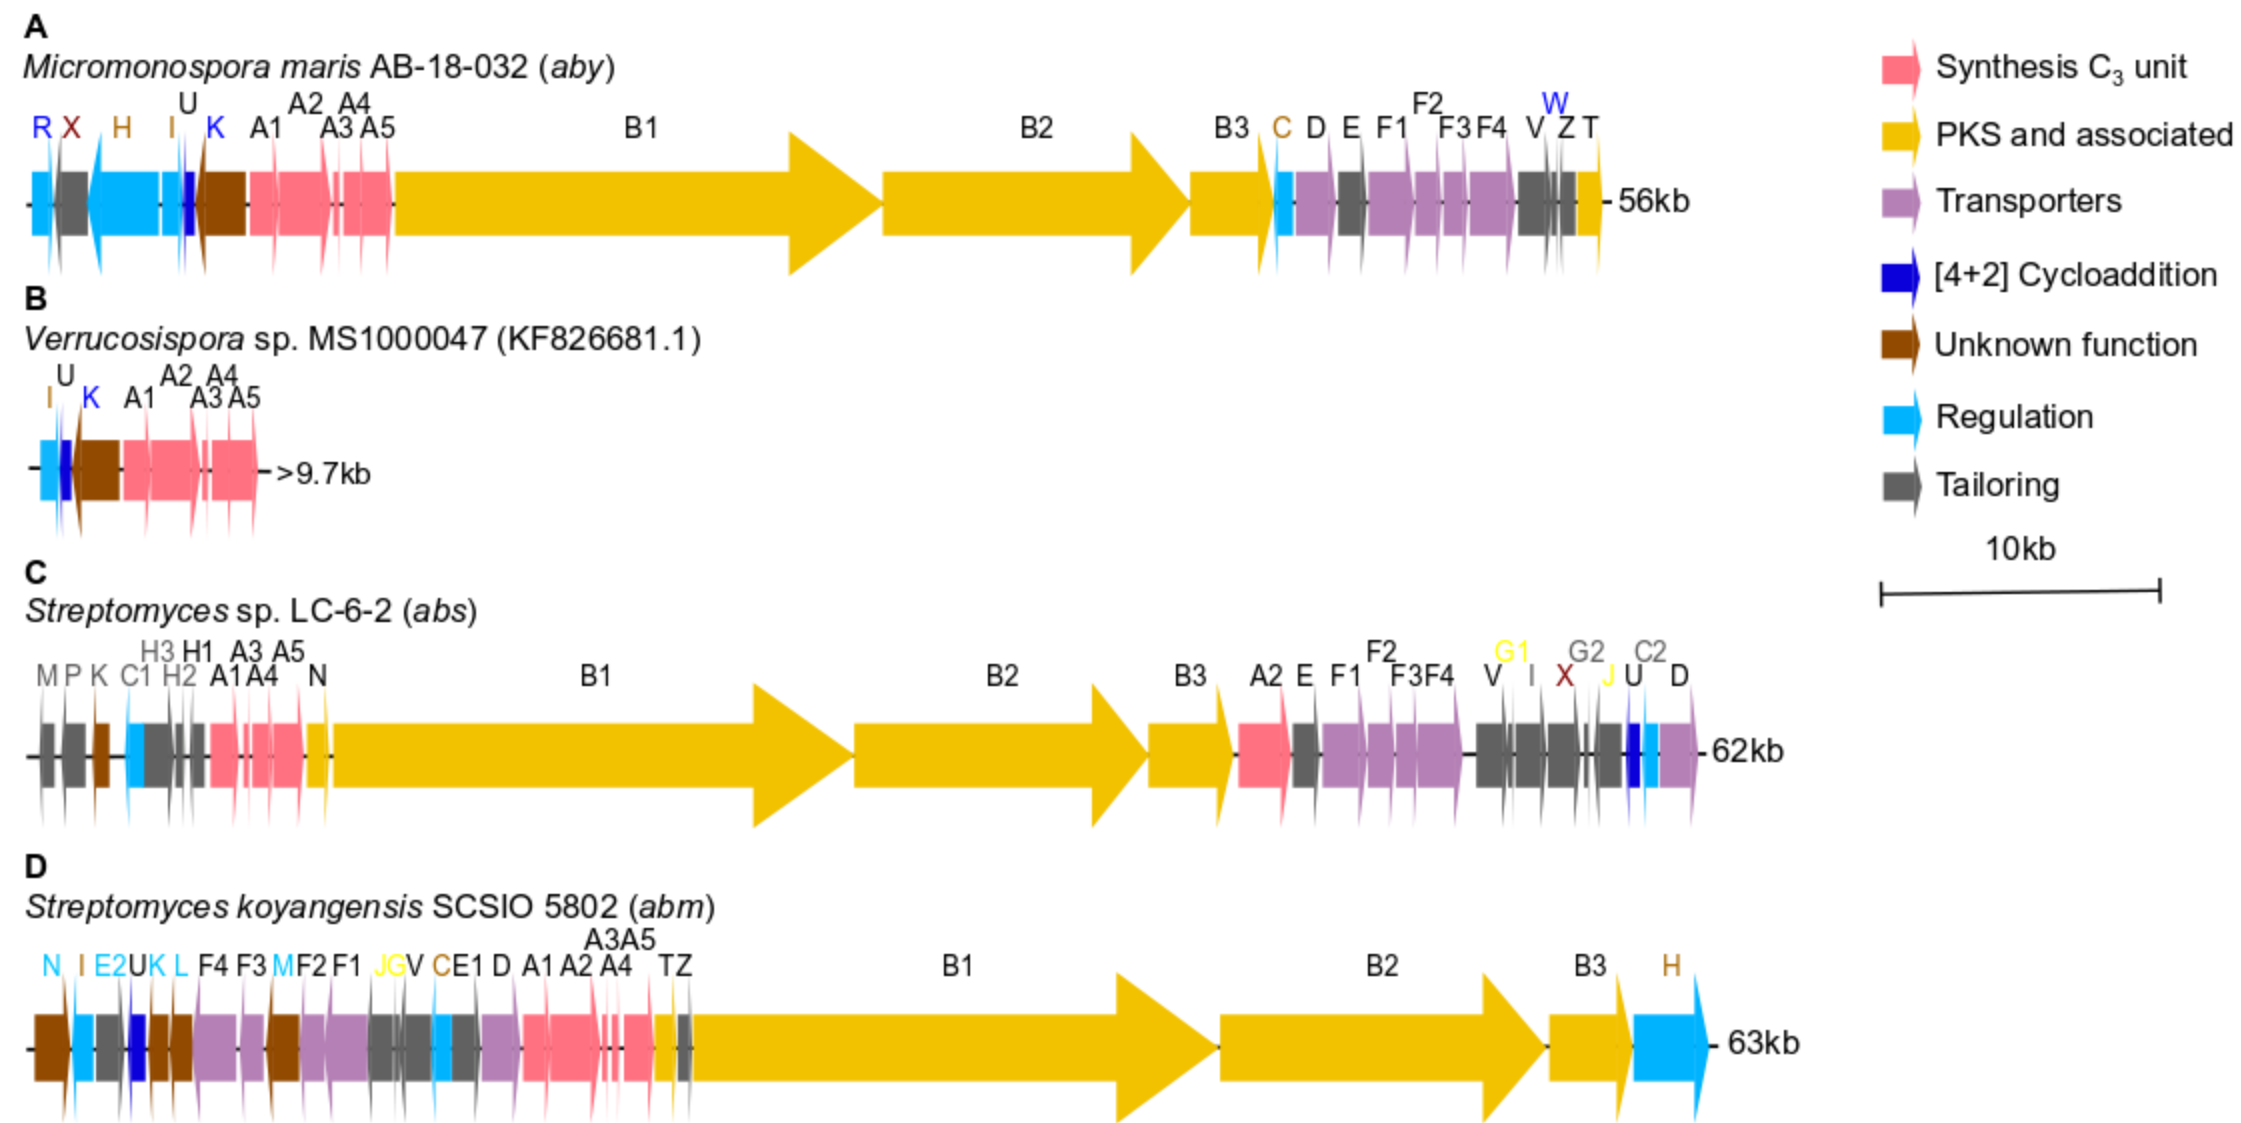 A
Micromonospora maris AB-18-032 (aby)
U A2 A4 F2 W
R X H I K A1 A3 A5 B1 B2 B3 C D E F1 F3 F4 V Z T
56kb
B
Verrucosispora sp. MS1000047 (KF826681.1)
U A2 A4
I K A1 A3 A5
>9.7kb
C
Streptomyces sp. LC-6-2 (abs)
H3 H1 A3 A5 F2 G1 G2 C2
M P K C1 H2 A1 A4 N B1 B2 B3 A2 E F1 F3 F4 V I X J U D
62kb
D
Streptomyces koyangensis SCSIO 5802 (abm)
A3 A5
N I E2 U K L F4 F3 M F2 F1 J G V C E1 D A1 A2 A4 T Z B1 B2 B3 H
63kb
Synthesis C3 unit
PKS and associated
Transporters
[4+2] Cycloaddition
Unknown function
Regulation
Tailoring
10kb